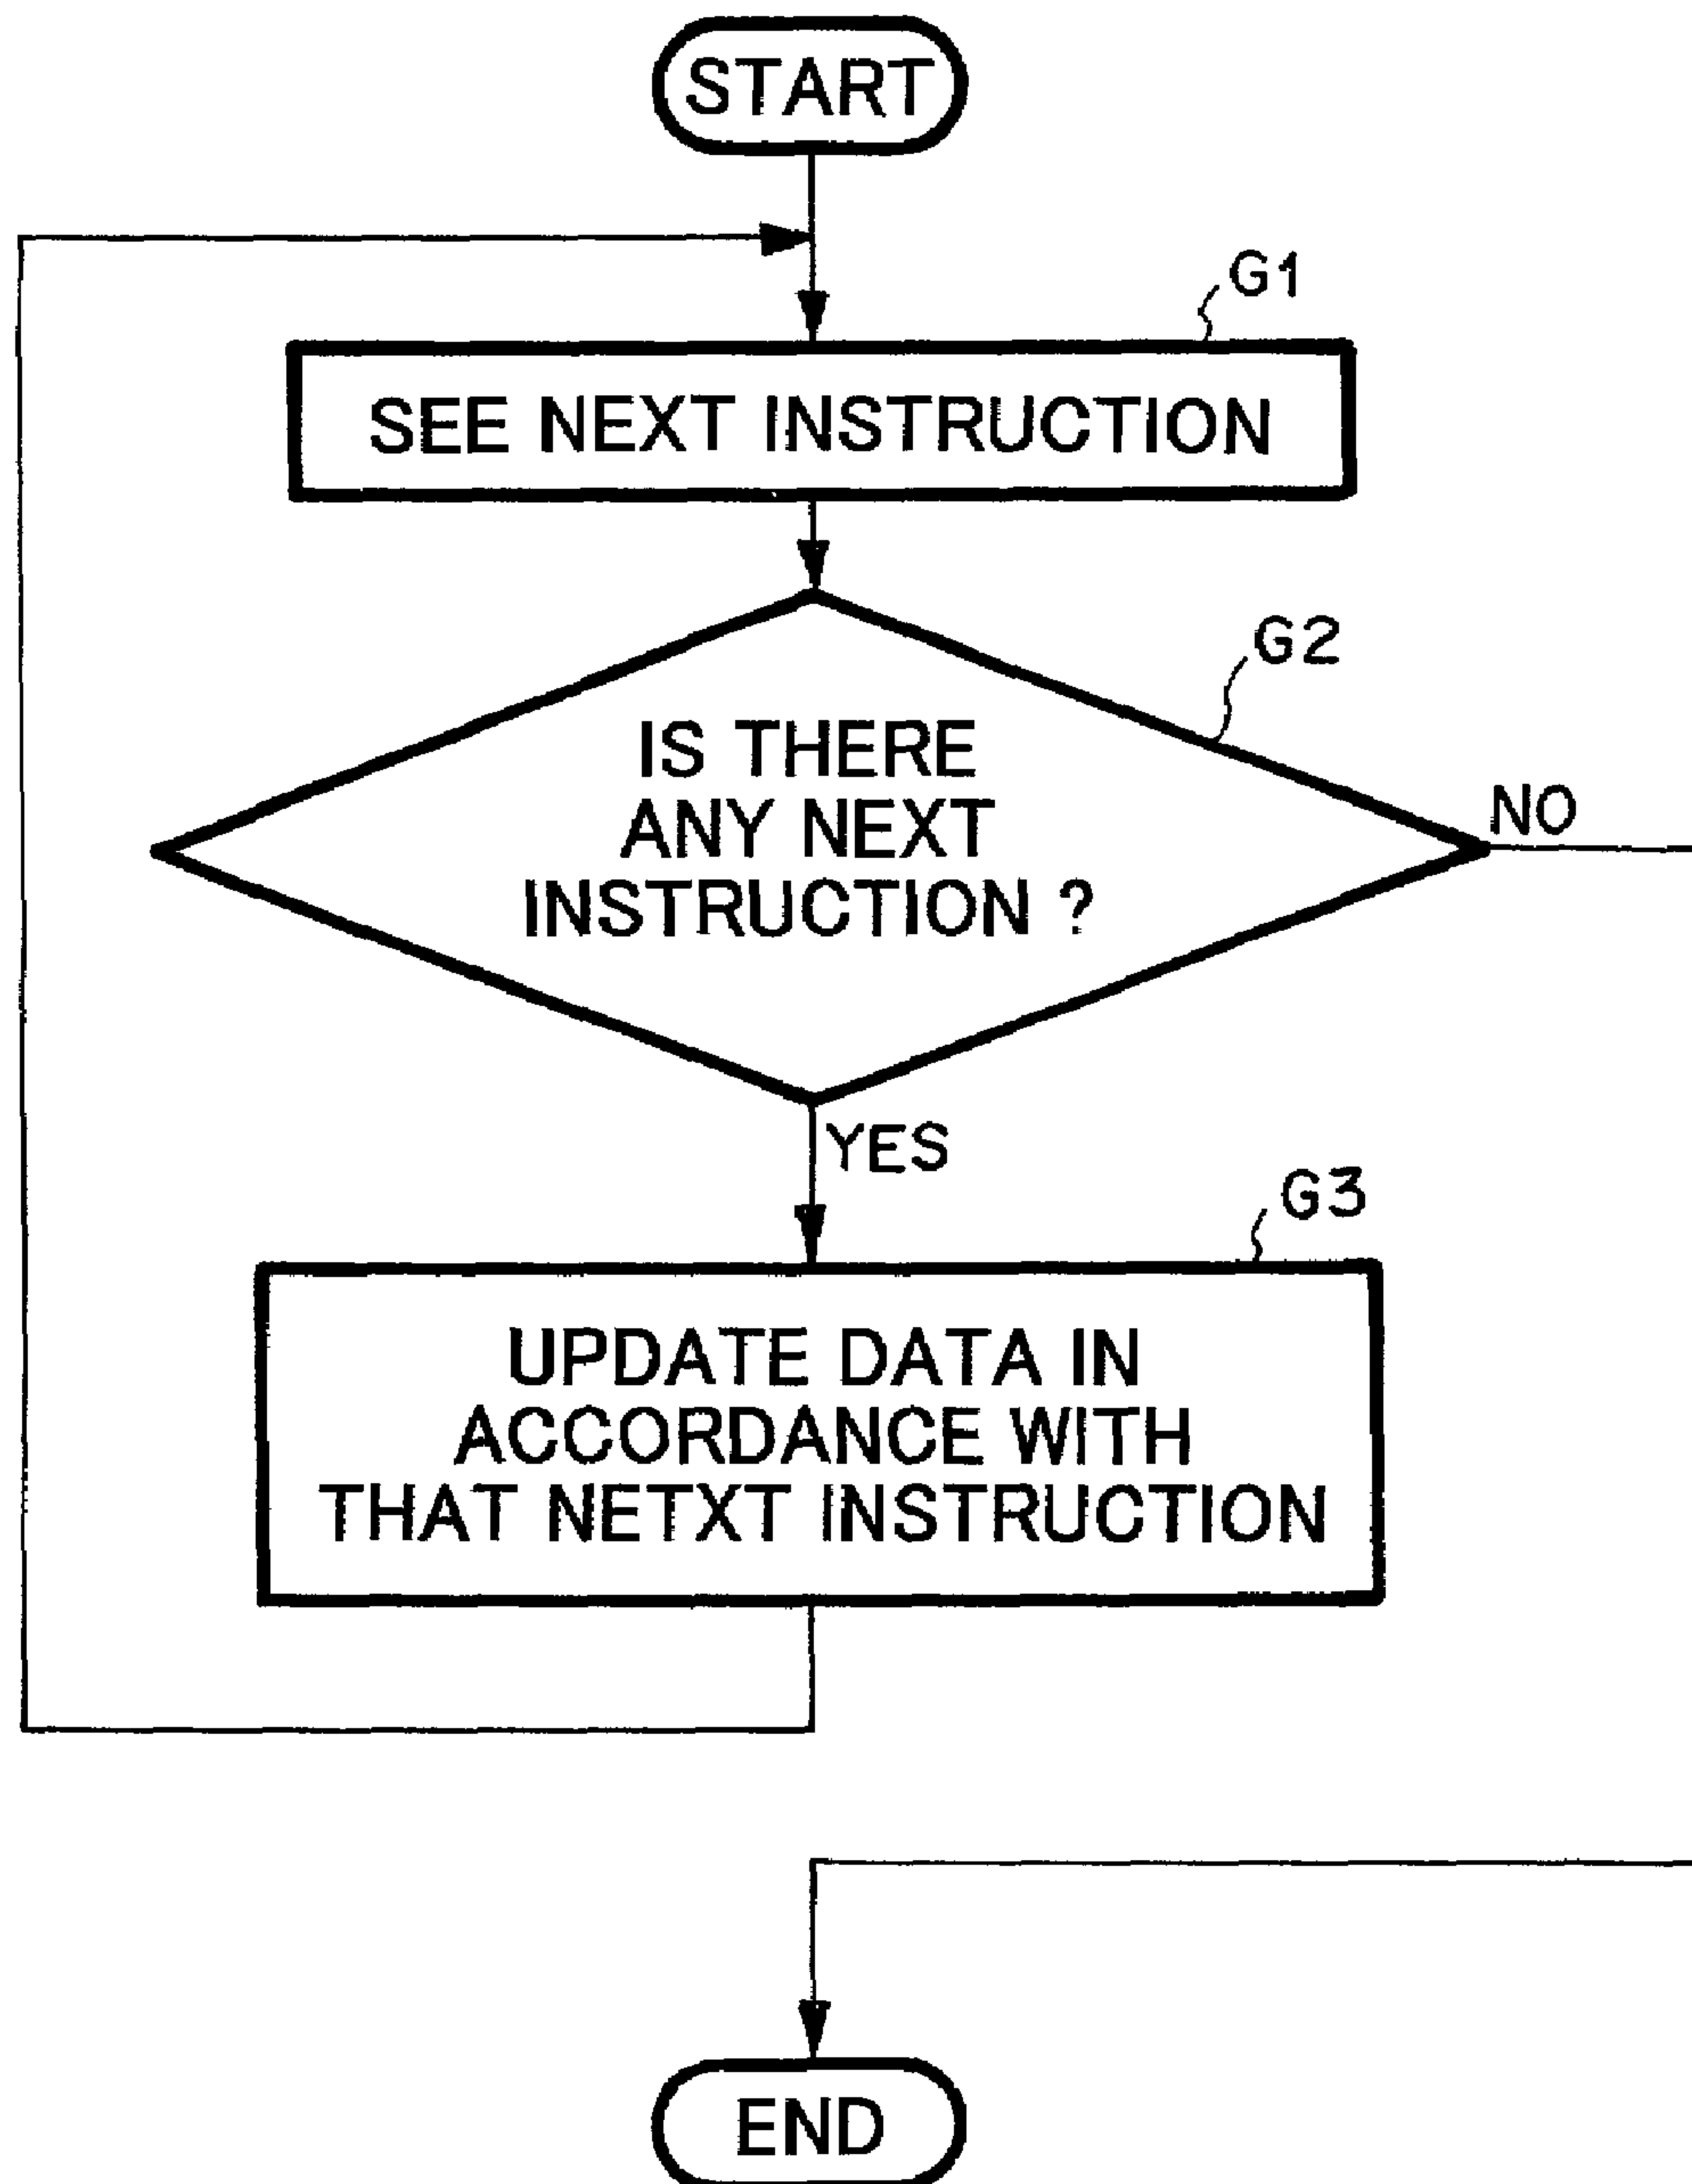 START
G1
SEE NEXT INSTRUCTION
G2
IS THERE
ANY NEXT
INSTRUCTION ?
NO
YES
G3
UPDATE DATA IN
ACCORDANCE WITH
THAT NETXT INSTRUCTION
END